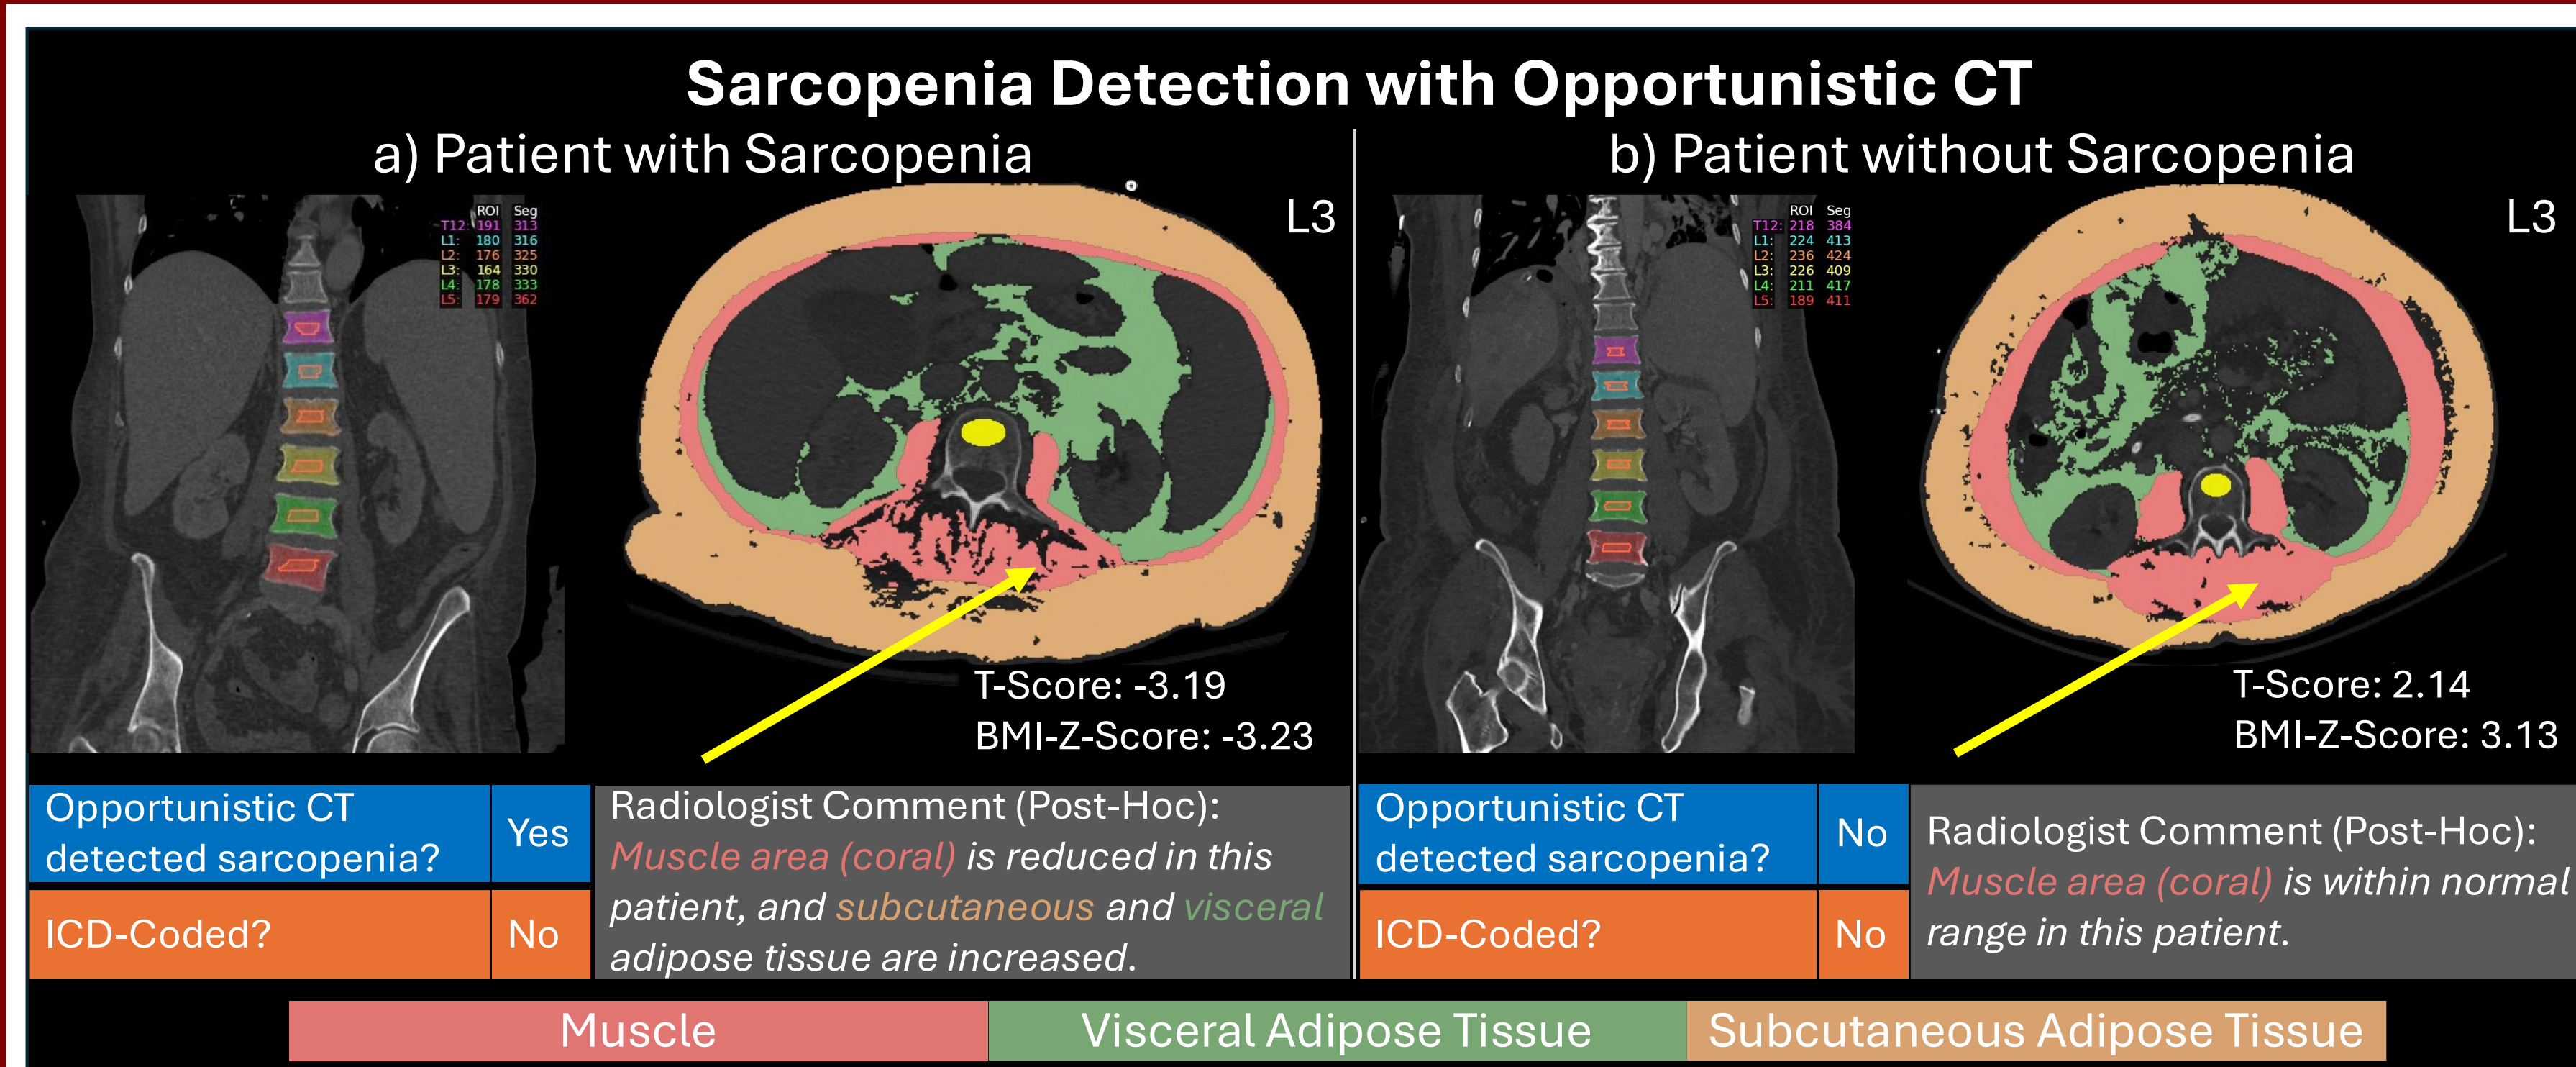 Sarcopenia Detection with Opportunistic CT
a) Patient with Sarcopenia
ROI Seg
T12: 191 313
L1: 180 316
L2: 176 325
L3: 164 330
L4: 178 333
L5: 179 362
L3
T-Score: -3.19
BMI-Z-Score: -3.23
Opportunistic CT
detected sarcopenia?
Yes
ICD-Coded?
No
Radiologist Comment (Post-Hoc):
Muscle area (coral) is reduced in this
patient, and subcutaneous and visceral
adipose tissue are increased.
b) Patient without Sarcopenia
ROI Seg
T12: 218 384
L1: 224 413
L2: 236 424
L3: 226 409
L4: 211 417
L5: 189 411
L3
T-Score: 2.14
BMI-Z-Score: 3.13
Opportunistic CT
detected sarcopenia?
No
ICD-Coded?
No
Radiologist Comment (Post-Hoc):
Muscle area (coral) is within normal
range in this patient.
Muscle
Visceral Adipose Tissue
Subcutaneous Adipose Tissue